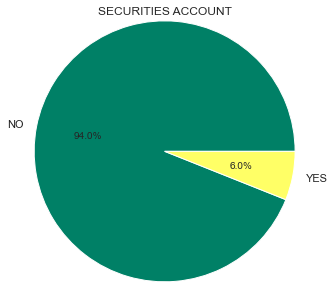 SECURITIES ACCOUNT
NO
94.0%
6.0%
YES